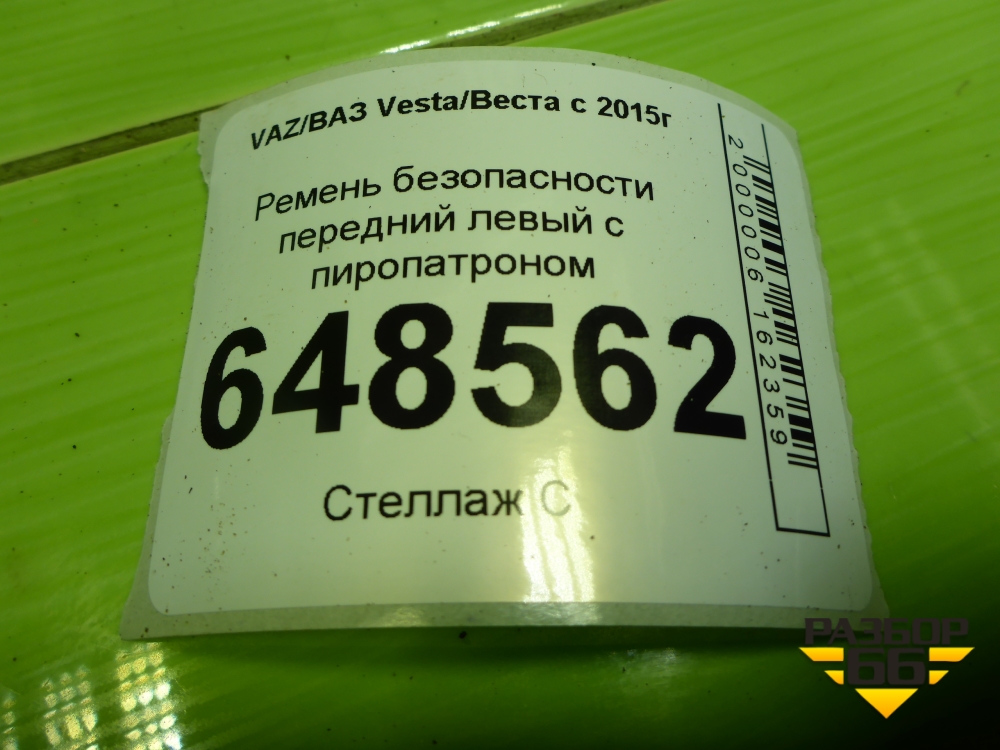 VAZ/ВАЗ Vesta/Веста с 2015г
Ремень безопасности
передний левый с
пиропатроном
648562
Стеллаж С
2000006162359
РАЗБОР
66